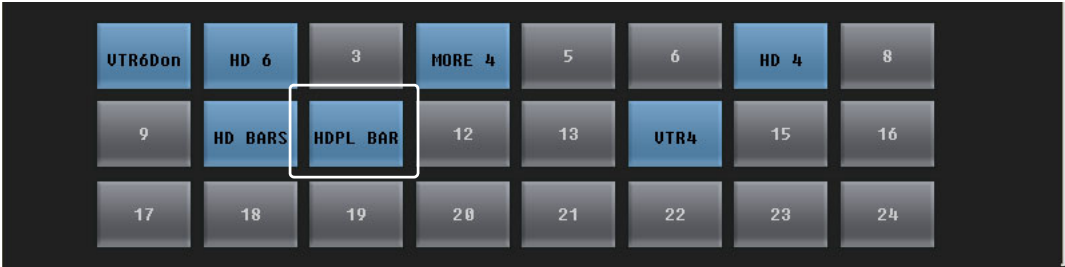 VTR6Don HD 6 3 MORE 4 5 6 HD 4 8
9 HD BARS HDPL BAR 12 13 VTR4 15 16
17 18 19 20 21 22 23 24